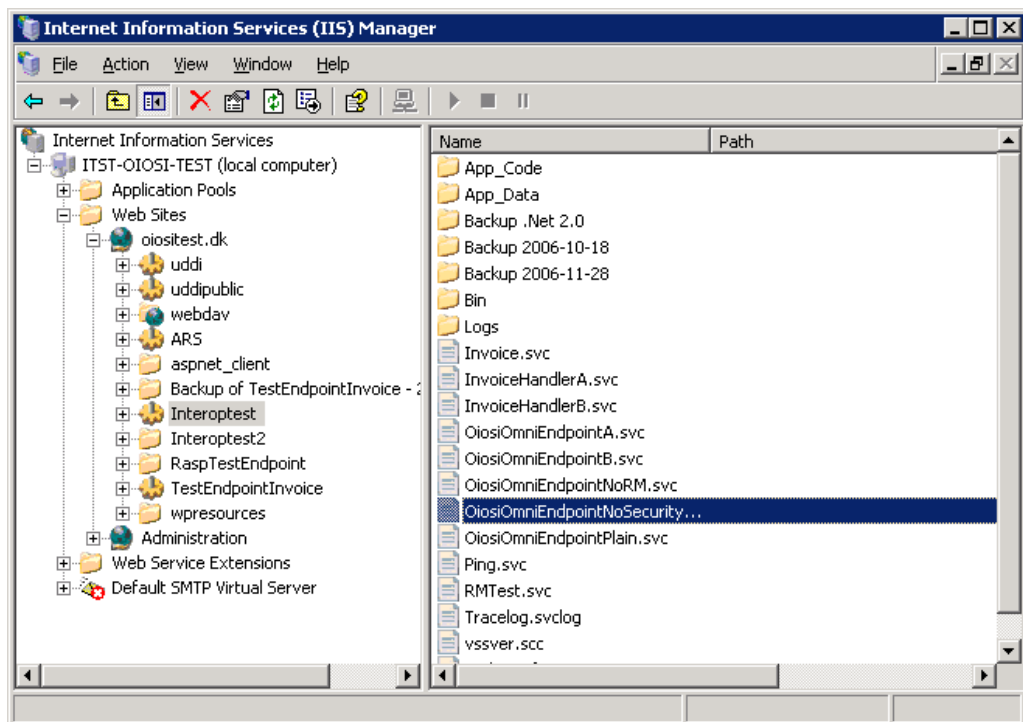 Internet Information Services (IIS) Manager
File Action View Window Help
Internet Information Services
ITST-OIOSI-TEST (local computer)
Application Pools
Web Sites
oiositest.dk
uddi
uddipublic
webdav
ARS
aspnet_client
Backup of TestEndpointInvoice -
Interoptest
Interoptest2
RaspTestEndpoint
TestEndpointInvoice
wpresources
Administration
Web Service Extensions
Default SMTP Virtual Server
Name Path
App_Code
App_Data
Backup .Net 2.0
Backup 2006-10-18
Backup 2006-11-28
Bin
Logs
Invoice.svc
InvoiceHandlerA.svc
InvoiceHandlerB.svc
OiosiOmniEndpointA.svc
OiosiOmniEndpointB.svc
OiosiOmniEndpointNoRM.svc
OiosiOmniEndpointNoSecurity...
OiosiOmniEndpointPlain.svc
Ping.svc
RMTest.svc
Tracelog.svclog
vssver.scc